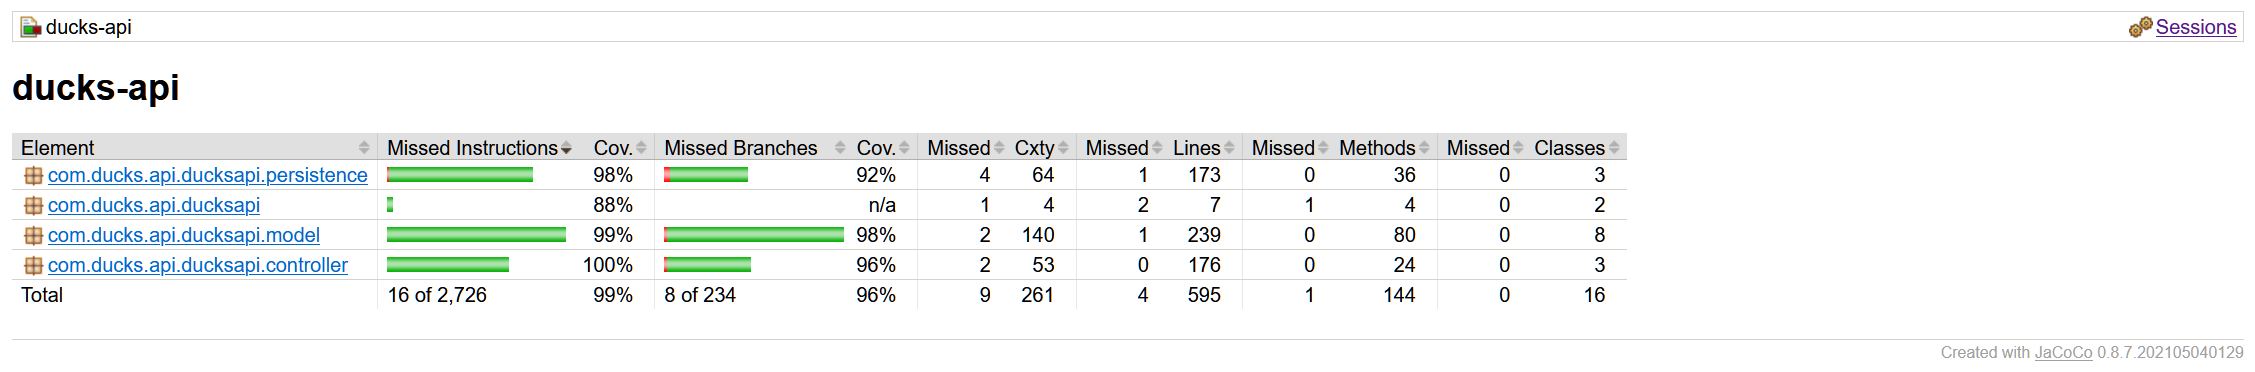 ducks-api Sessions
ducks-api
Element Missed Instructions Cov. Missed Branches Cov. Missed Cxty Missed Lines Missed Methods Missed Classes
com.ducks.api.ducksapi.persistence 98% 92% 4 64 1 173 0 36 0 3
com.ducks.api.ducksapi 88% n/a 1 4 2 7 1 4 0 2
com.ducks.api.ducksapi.model 99% 98% 2 140 1 239 0 80 0 8
com.ducks.api.ducksapi.controller 100% 96% 2 53 0 176 0 24 0 3
Total 16 of 2,726 99% 8 of 234 96% 9 261 4 595 1 144 0 16
Created with JaCoCo 0.8.7.202105040129